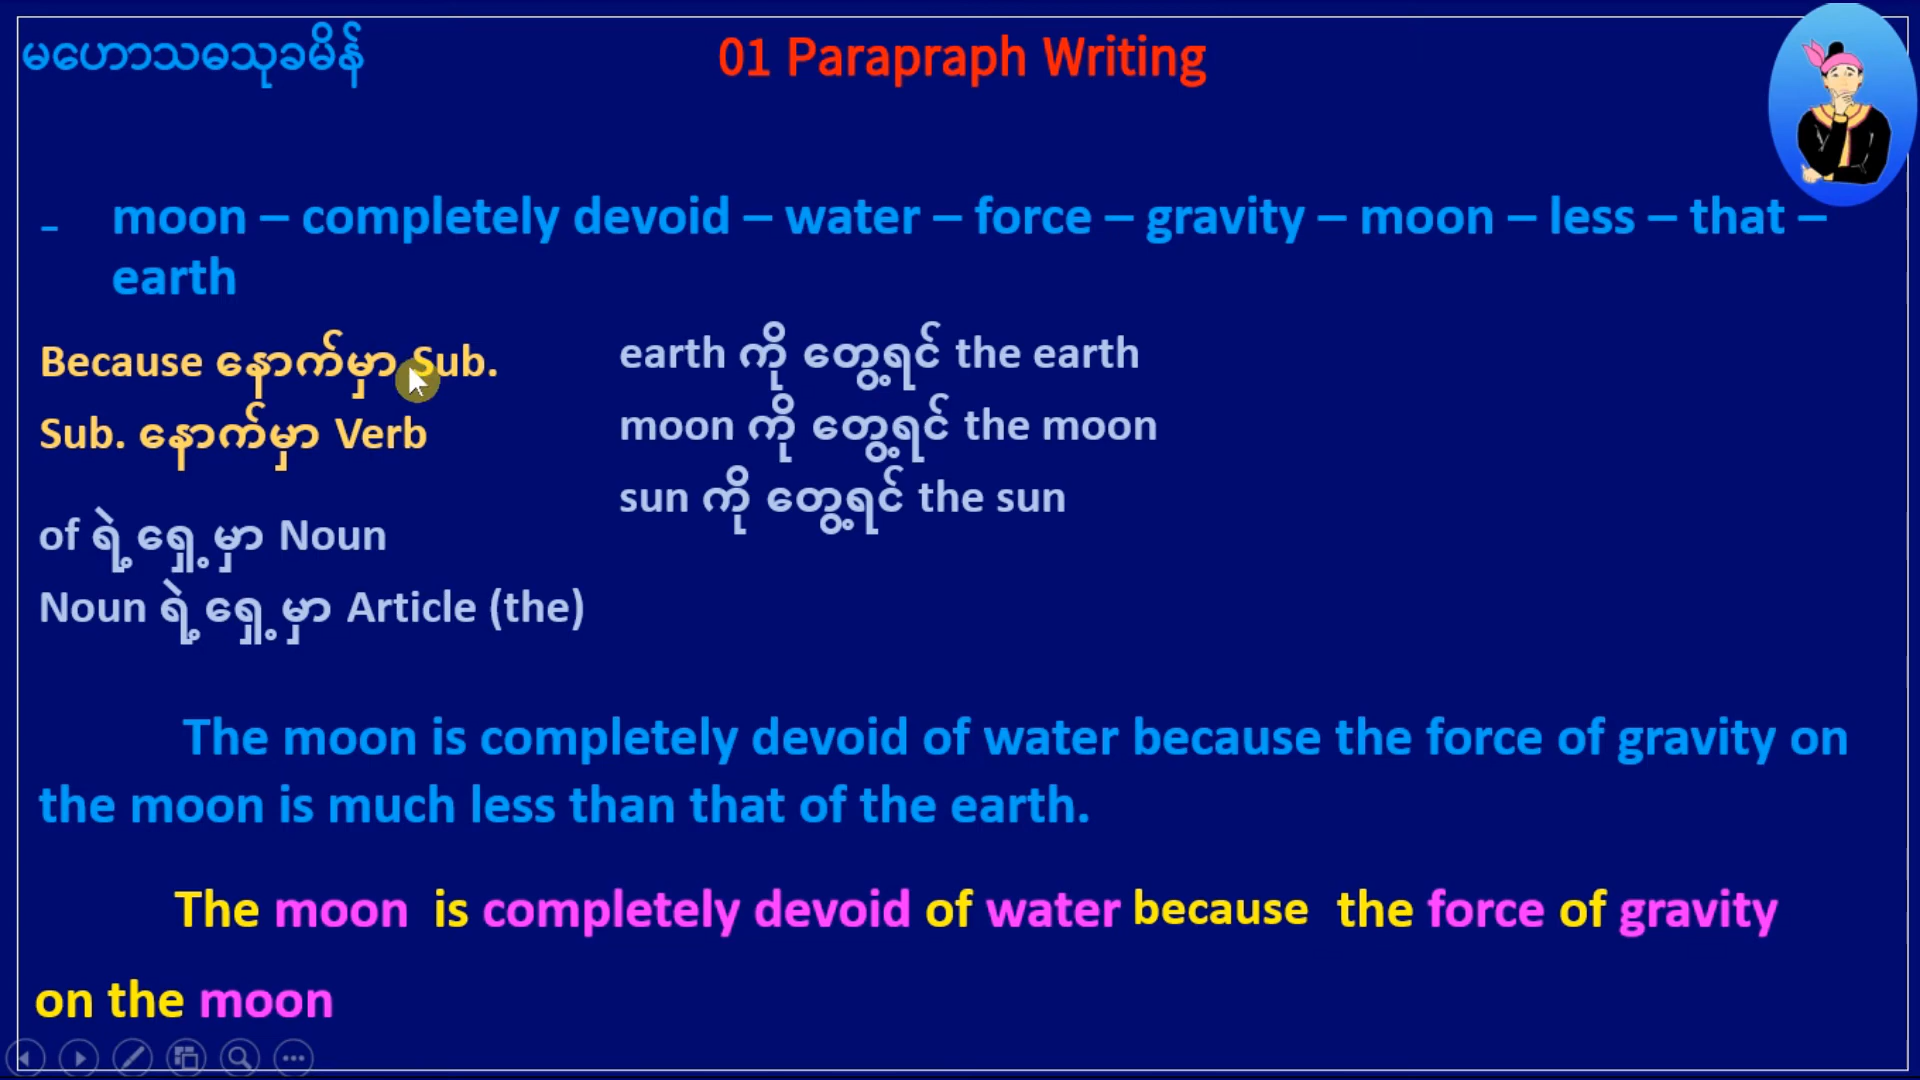 မဟောသဓသုခမိန်
01 Parapraph Writing
- moon – completely devoid – water – force – gravity – moon – less – that –
earth
Because နောက်မှာ Sub.
Sub. နောက်မှာ Verb
of ရဲ့ရှေ့မှာ Noun
Noun ရဲ့ရှေ့မှာ Article (the)
earth ကို တွေ့ရင် the earth
moon ကို တွေ့ရင် the moon
sun ကို တွေ့ရင် the sun
The moon is completely devoid of water because the force of gravity on
the moon is much less than that of the earth.
The moon is completely devoid of water because the force of gravity
on the moon